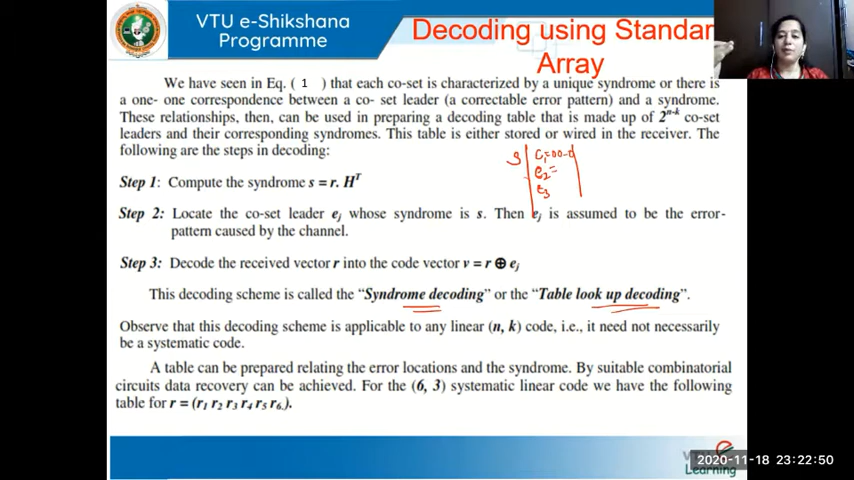 VTU e-Shikshana
Programme
Decoding using Standar
Array
We have seen in Eq. ( 1 ) that each co-set is characterized by a unique syndrome or there is
a one- one correspondence between a co- set leader (a correctable error pattern) and a syndrome.
These relationships, then, can be used in preparing a decoding table that is made up of 2^n-k co-set
leaders and their corresponding syndromes. This table is either stored or wired in the receiver. The
following are the steps in decoding:
S
e2=
e3
Step 1: Compute the syndrome s = r. H^T
Step 2: Locate the co-set leader ej whose syndrome is s. Then ej is assumed to be the error-
pattern caused by the channel.
Step 3: Decode the received vector r into the code vector v = r ⊕ ej
This decoding scheme is called the “Syndrome decoding” or the “Table look up decoding”.
Observe that this decoding scheme is applicable to any linear (n, k) code, i.e., it need not necessarily
be a systematic code.
A table can be prepared relating the error locations and the syndrome. By suitable combinatorial
circuits data recovery can be achieved. For the (6, 3) systematic linear code we have the following
table for r = (r1 r2 r3 r4 r5 r6.).
2020-11-18 23:22:50
Learning